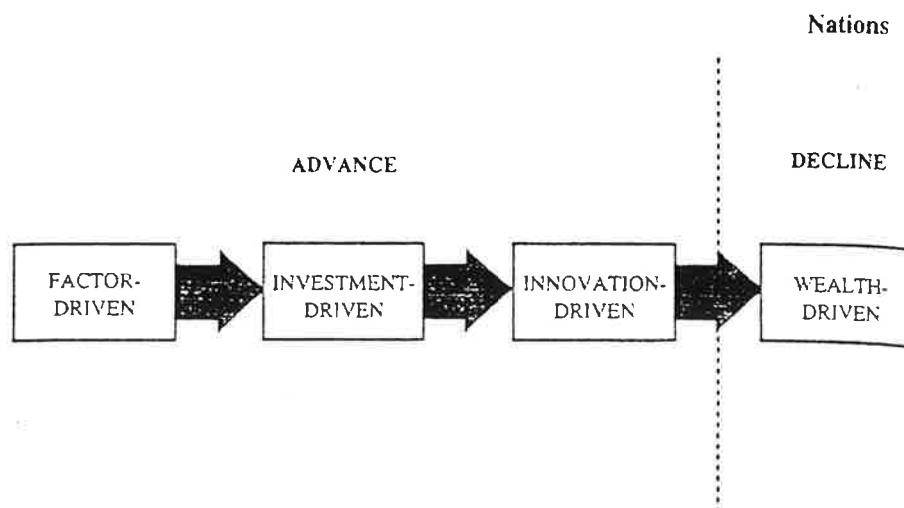 Nations
ADVANCE
DECLINE
FACTOR-
DRIVEN
INVESTMENT-
DRIVEN
INNOVATION-
DRIVEN
WEALTH-
DRIVEN